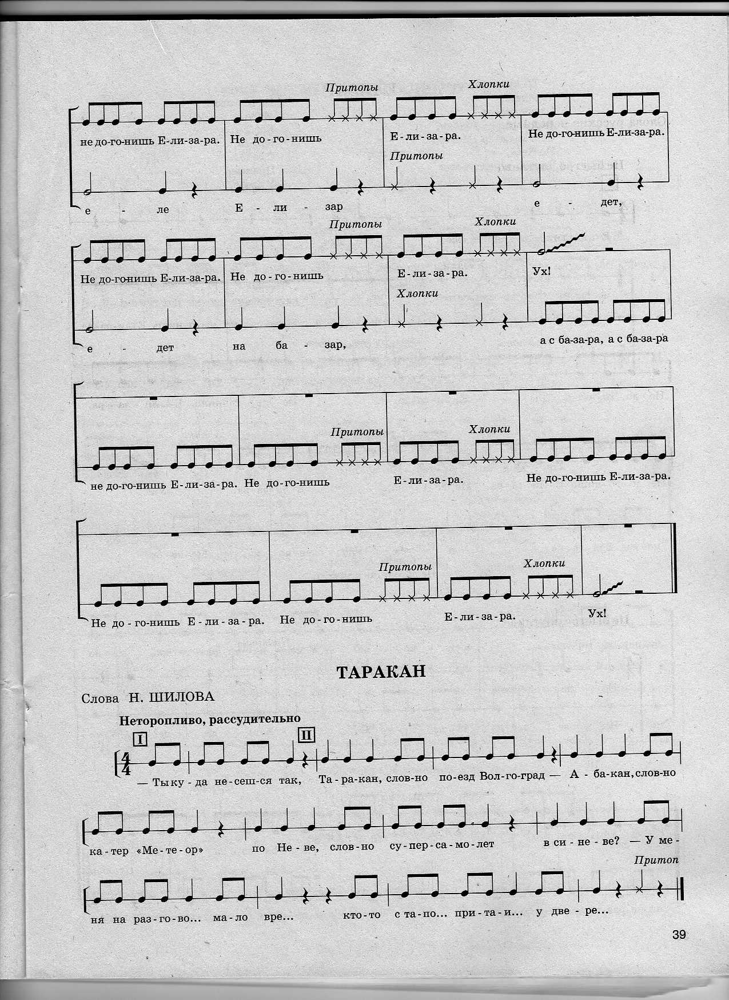 Притопы Хлопки
не до-го-нишь Е-ли-за-ра. Не до-го-нишь Е-ли-за-ра. Не до-го-нишь Е-ли-за-ра.
Притопы
е - ле Е - ли - зар е - дет,
Притопы Хлопки
Не до-го-нишь Е-ли-за-ра. Не до-го-нишь Е-ли-за-ра. Ух!
Хлопки
е - дет на ба - зар, а с ба-за-ра, а с ба-за-ра
Притопы Хлопки
не до-го-нишь Е-ли-за-ра. Не до-го-нишь Е-ли-за-ра. Не до-го-нишь Е-ли-за-ра.
Притопы Хлопки
Не до-го-нишь Е-ли-за-ра. Не до-го-нишь Е-ли-за-ра. Ух!
ТАРАКАН
Слова Н. ШИЛОВА
Неторопливо, рассудительно
I II
4/4
— Ты ку-да не-сеш-ся так, Та-ра-кан, слов-но по-езд Вол-го-град — А-ба-кан, слов-но
ка-тер «Ме-те-ор» по Не-ве, слов-но су-пер-са-мо-лет в си-не-ве? — У ме-
Притоп
ня на раз-го-во... ма-ло вре... кто-то с та-по... при-та-и... у две-ре...
39